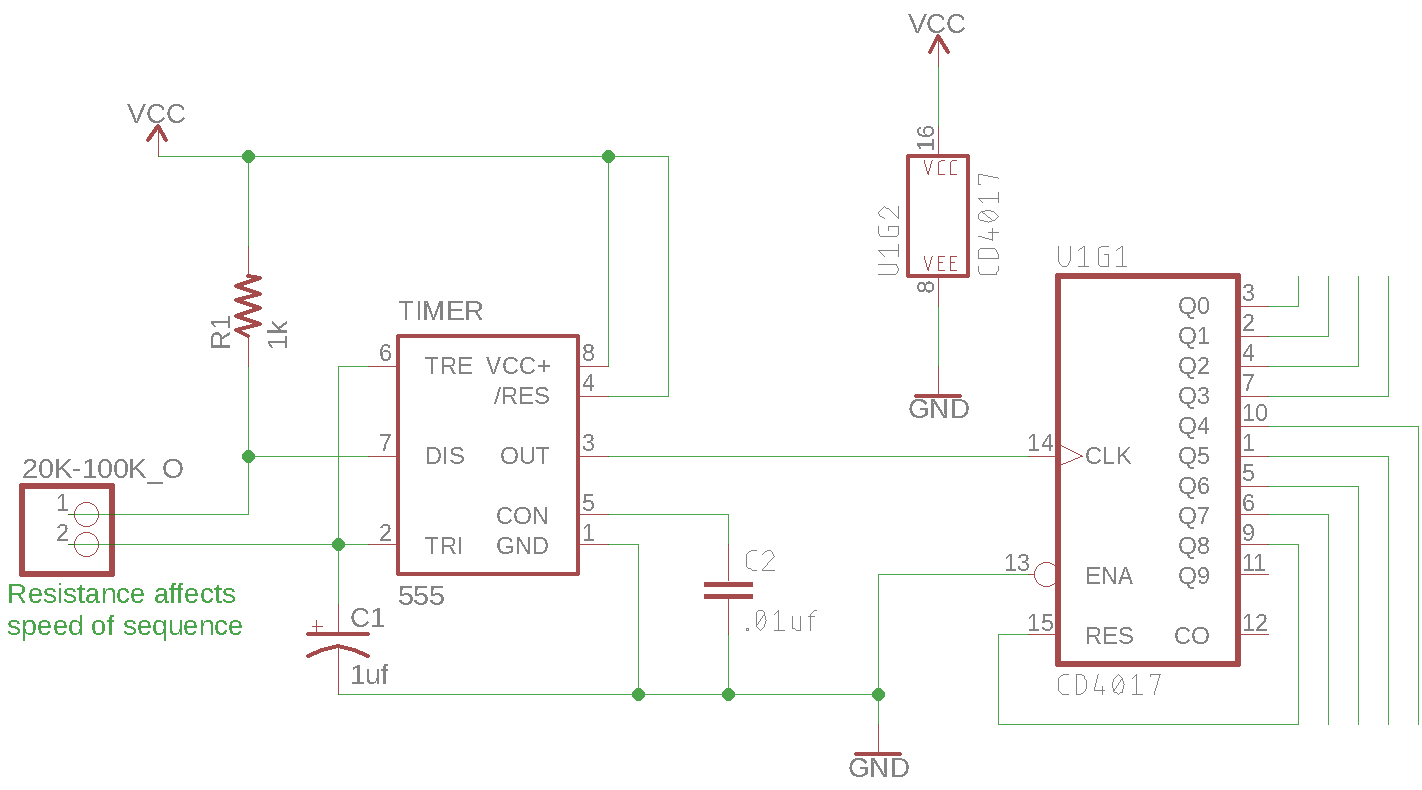 VCC
VCC
16
VCC
U1G2
CD4017
VEE
8
GND
R1
1k
TIMER
6 TRE VCC+ 8
/RES 4
7 DIS OUT 3
CON 5
2 TRI GND 1
555
20K-100K_O
1
2
Resistance affects
speed of sequence
+
C1
1uf
C2
.01uf
GND
U1G1
Q0 3
Q1 2
Q2 4
Q3 7
Q4 10
14 CLK Q5 1
Q6 5
Q7 6
Q8 9
13 ENA Q9 11
15 RES CO 12
CD4017